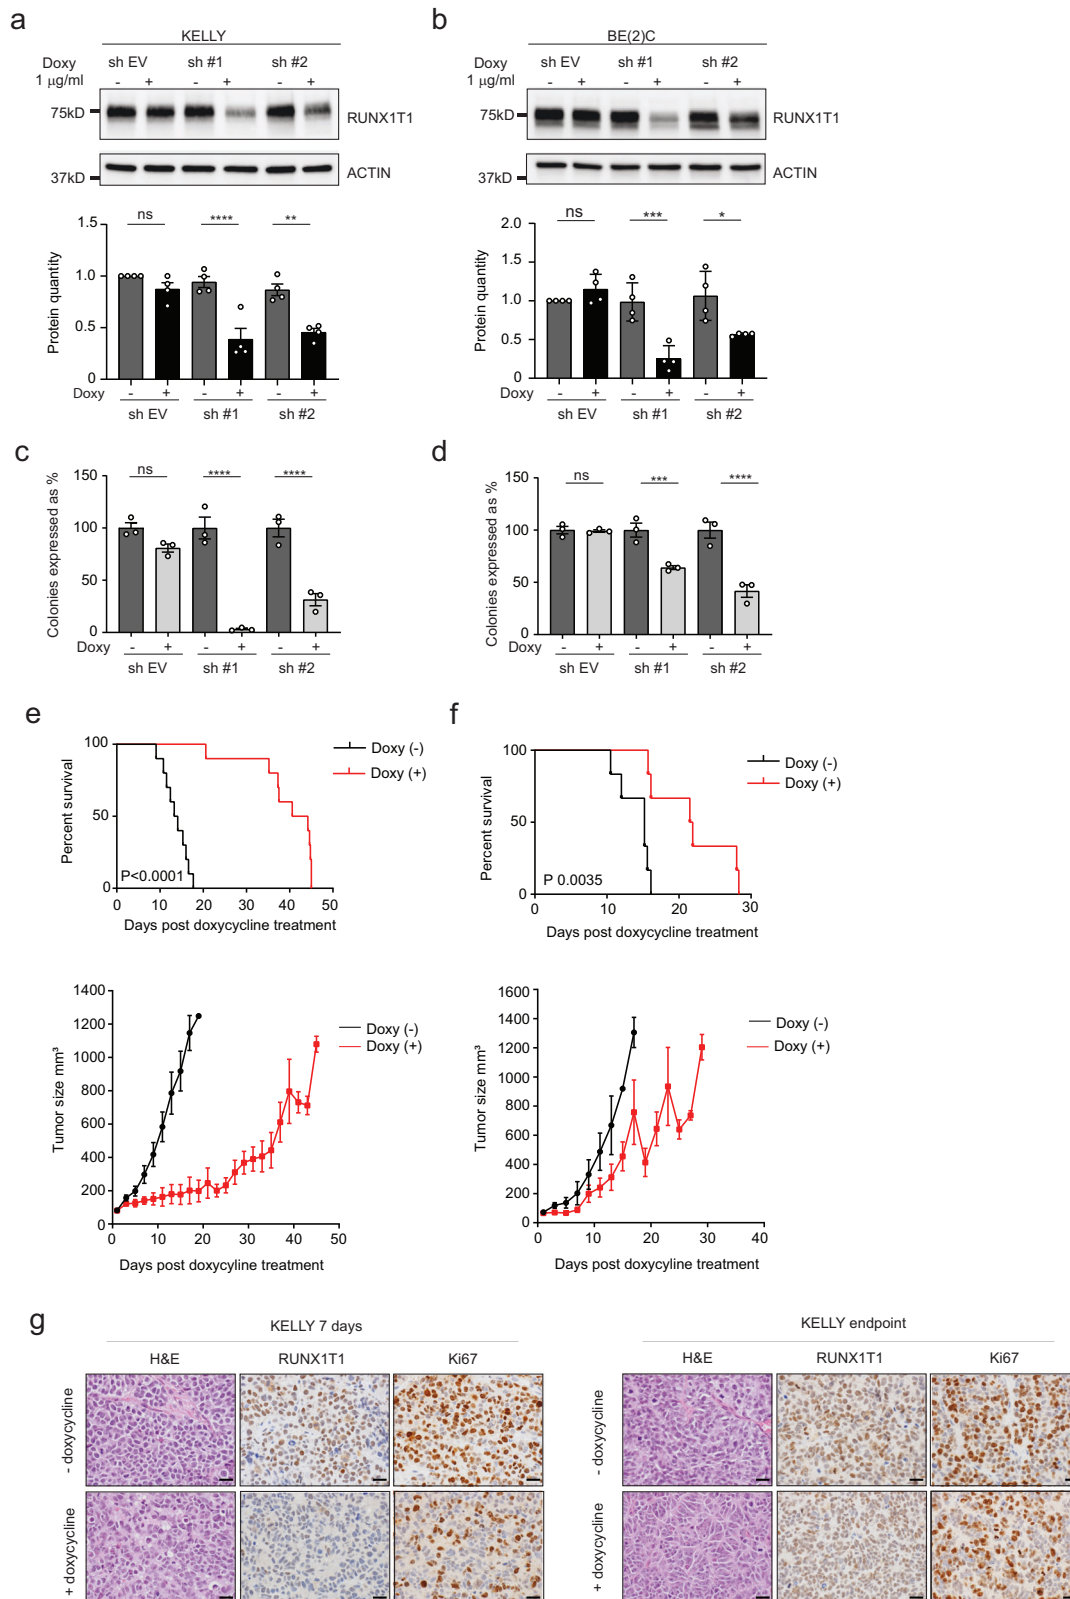 a
KELLY
Doxy 1 µg/ml
sh EV sh #1 sh #2
- + - + - +
75kD
RUNX1T1
37kD
ACTIN
Protein quantity
1.5
1.0
0.5
0
ns **** **
Doxy - + - + - +
sh EV sh #1 sh #2
b
BE(2)C
Doxy 1 µg/ml
sh EV sh #1 sh #2
- + - + - +
75kD
RUNX1T1
37kD
ACTIN
Protein quantity
2.0
1.5
1.0
0.5
0
ns *** *
Doxy - + - + - +
sh EV sh #1 sh #2
c
Colonies expressed as %
150
100
50
0
ns **** ****
Doxy - + - + - +
sh EV sh #1 sh #2
d
Colonies expressed as %
150
100
50
0
ns *** ****
Doxy - + - + - +
sh EV sh #1 sh #2
e
Percent survival
100
50
0
P<0.0001
0 10 20 30 40 50
Days post doxycycline treatment
Doxy (-)
Doxy (+)
Tumor size mm³
1400
1200
1000
800
600
400
200
0
0 10 20 30 40 50
Days post doxycyline treatment
Doxy (-)
Doxy (+)
f
Percent survival
100
50
0
P 0.0035
0 10 20 30
Days post doxycycline treatment
Doxy (-)
Doxy (+)
Tumor size mm³
1600
1400
1200
1000
800
600
400
200
0
0 10 20 30 40
Days post doxycyline treatment
Doxy (-)
Doxy (+)
g
KELLY 7 days
H&E RUNX1T1 Ki67
- doxycycline
+ doxycycline
KELLY endpoint
H&E RUNX1T1 Ki67
- doxycycline
+ doxycycline